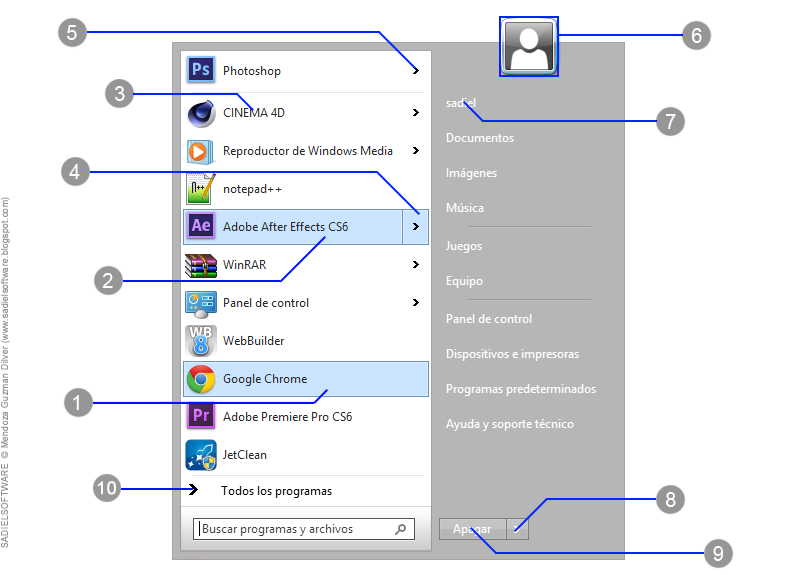 5
6
Ps Photoshop
3
CINEMA 4D
sadiel
7
Documentos
Reproductor de Windows Media
4
Imágenes
n++ notepad++
Música
Ae Adobe After Effects CS6
Juegos
2
WinRAR
Equipo
Panel de control
Panel de control
WB 8 WebBuilder
Dispositivos e impresoras
Google Chrome
Programas predeterminados
1
Pr Adobe Premiere Pro CS6
Ayuda y soporte técnico
JetClean
10
Todos los programas
8
Buscar programas y archivos
Apagar
9
SADIELSOFTWARE © Mendoza Guzman Dilver (www.sadielsoftware.blogspot.com)